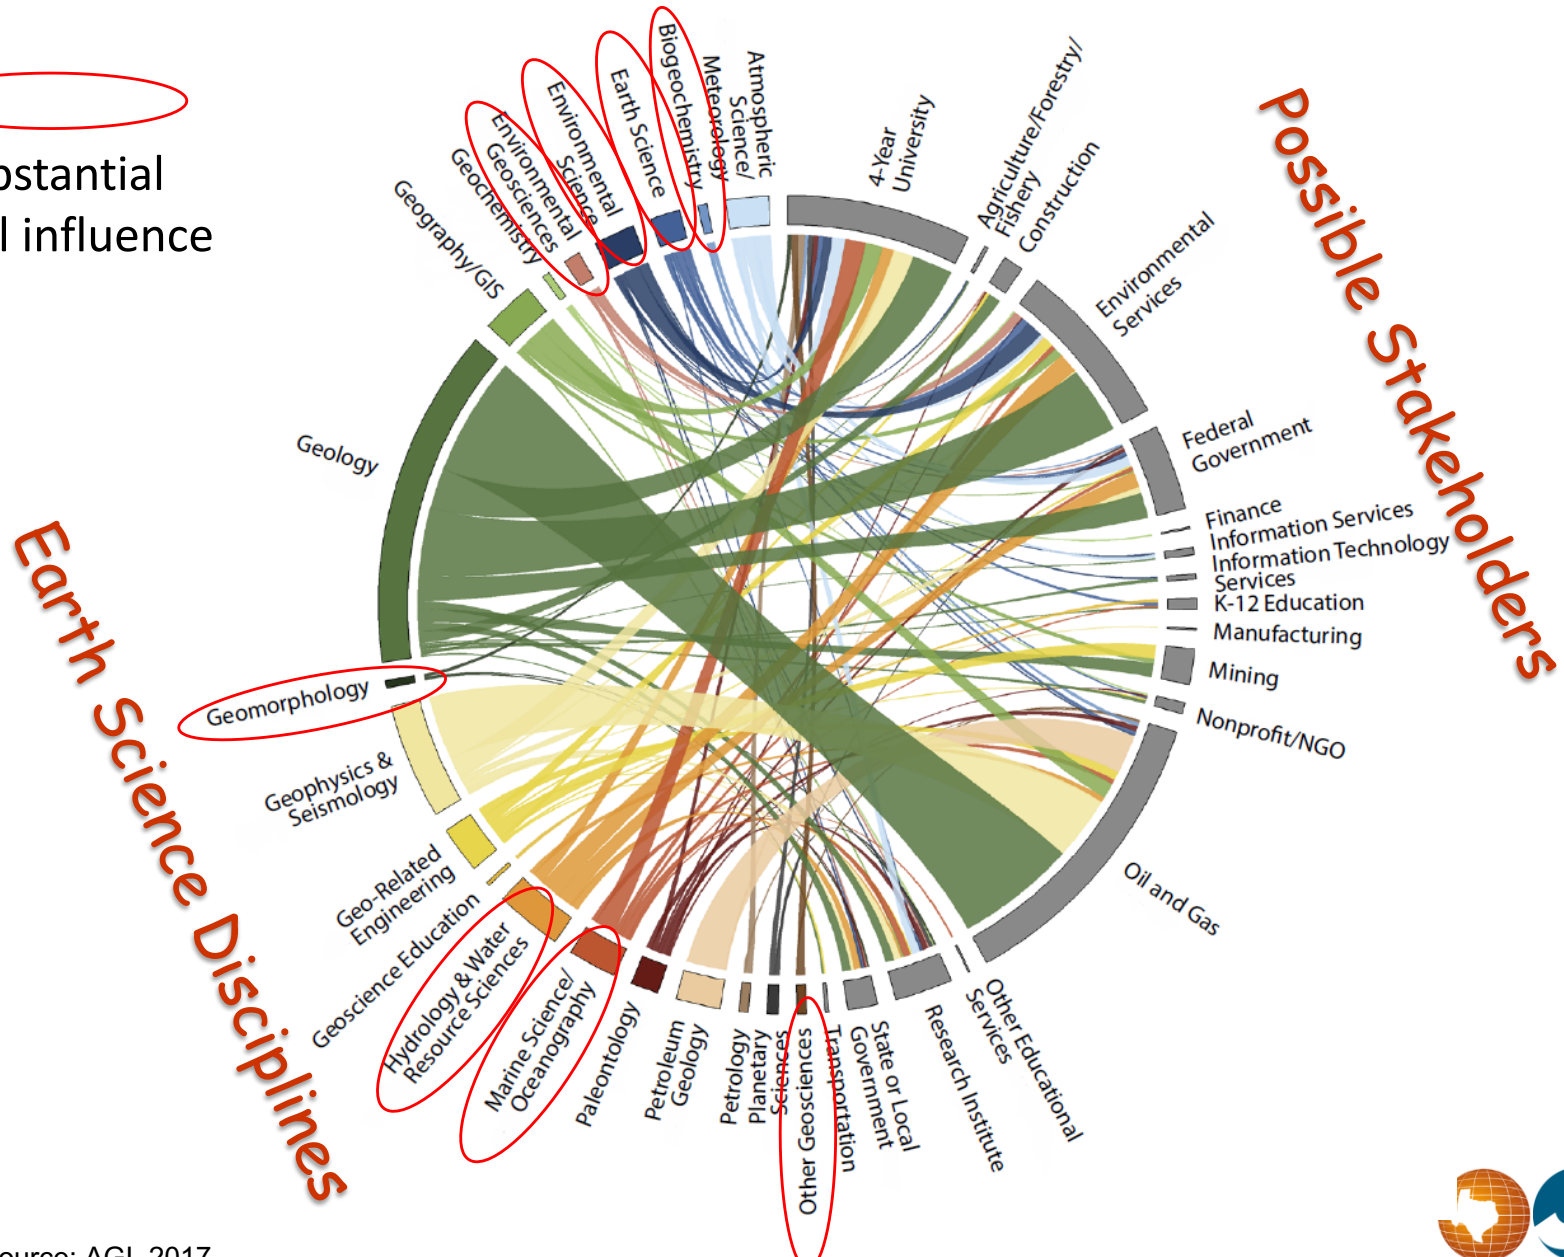 bstantial
l influence
Geography/GIS
Geochemistry
Environmental
Geosciences
Environmental
Science
Earth Science
Biogeochemistry
Meteorology
Atmospheric
Science/
4-Year
University
Agriculture/Forestry/
Fishery
Construction
Environmental
Services
Federal
Government
Finance
Information Services
Information Technology
Services
K-12 Education
Manufacturing
Mining
Nonprofit/NGO
Oil and Gas
Other Educational
Services
Research Institute
State or Local
Government
Transportation
Other Geosciences
Planetary
Sciences
Petrology
Petroleum
Geology
Paleontology
Marine Science/
Oceanography
Hydrology & Water
Resource Sciences
Geoscience Education
Geo-Related
Engineering
Geophysics &
Seismology
Geomorphology
Geology
Earth Science Disciplines
Possible Stakeholders
ource: AGI, 2017